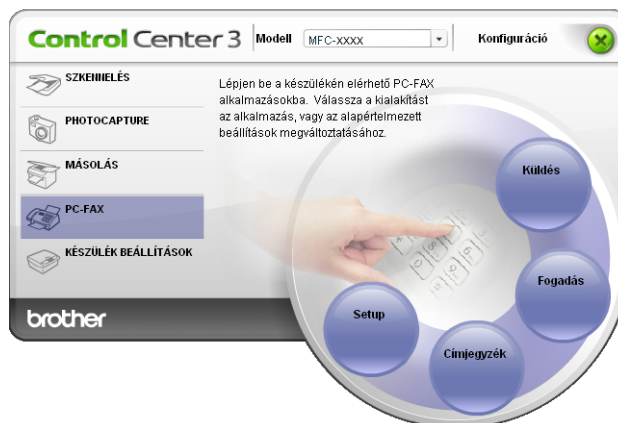 Control Center 3
Modell MFC-XXXX
Konfiguráció
SZKENNELÉS
PHOTOCAPTURE
MÁSOLÁS
PC-FAX
KÉSZÜLÉK BEÁLLÍTÁSOK
Lépjen be a készülékén elérhető PC-FAX
alkalmazásokba. Válassza a kialakítást
az alkalmazás, vagy az alapértelmezett
beállítások megváltoztatásához.
Küldés
Fogadás
Címjegyzék
Setup
brother